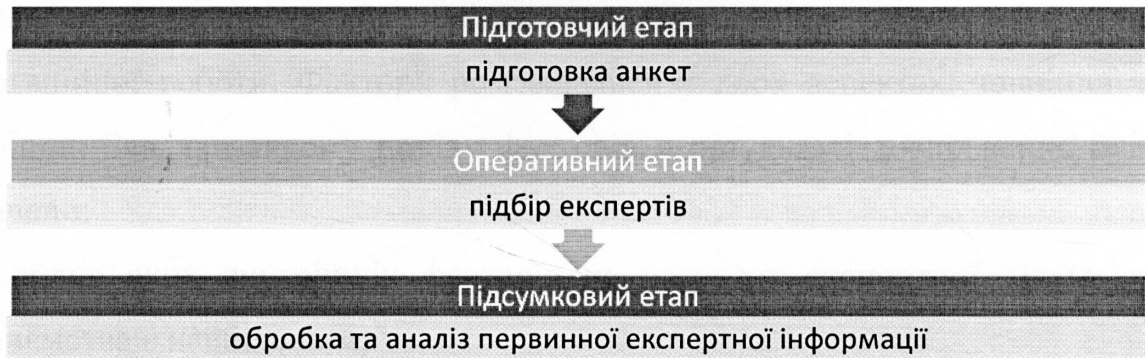 Підготовчий етап
підготовка анкет
Оперативний етап
підбір експертів
Підсумковий етап
обробка та аналіз первинної експертної інформації